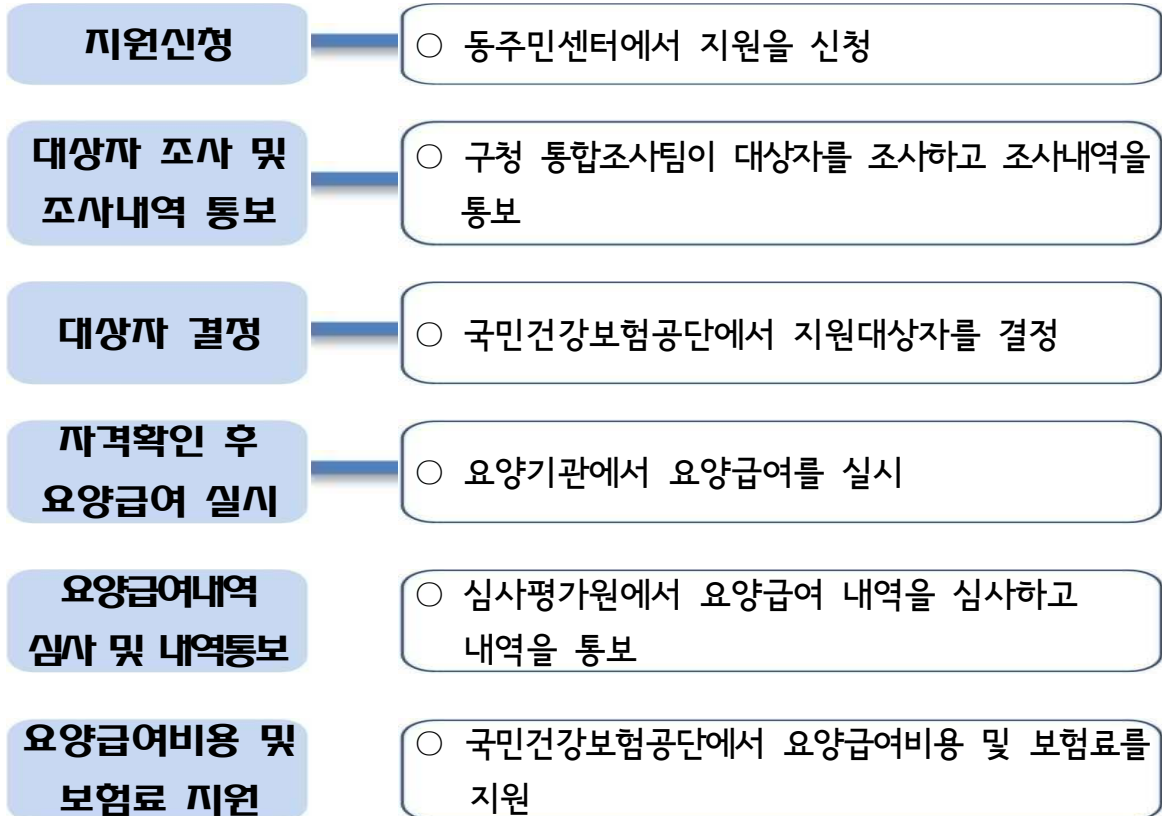 지원신청
○ 동주민센터에서 지원을 신청
대상자 조사 및
조사내역 통보
○ 구청 통합조사팀이 대상자를 조사하고 조사내역을
통보
대상자 결정
○ 국민건강보험공단에서 지원대상자를 결정
자격확인 후
요양급여 실시
○ 요양기관에서 요양급여를 실시
요양급여내역
심사 및 내역통보
○ 심사평가원에서 요양급여 내역을 심사하고
내역을 통보
요양급여비용 및
보험료 지원
○ 국민건강보험공단에서 요양급여비용 및 보험료를
지원